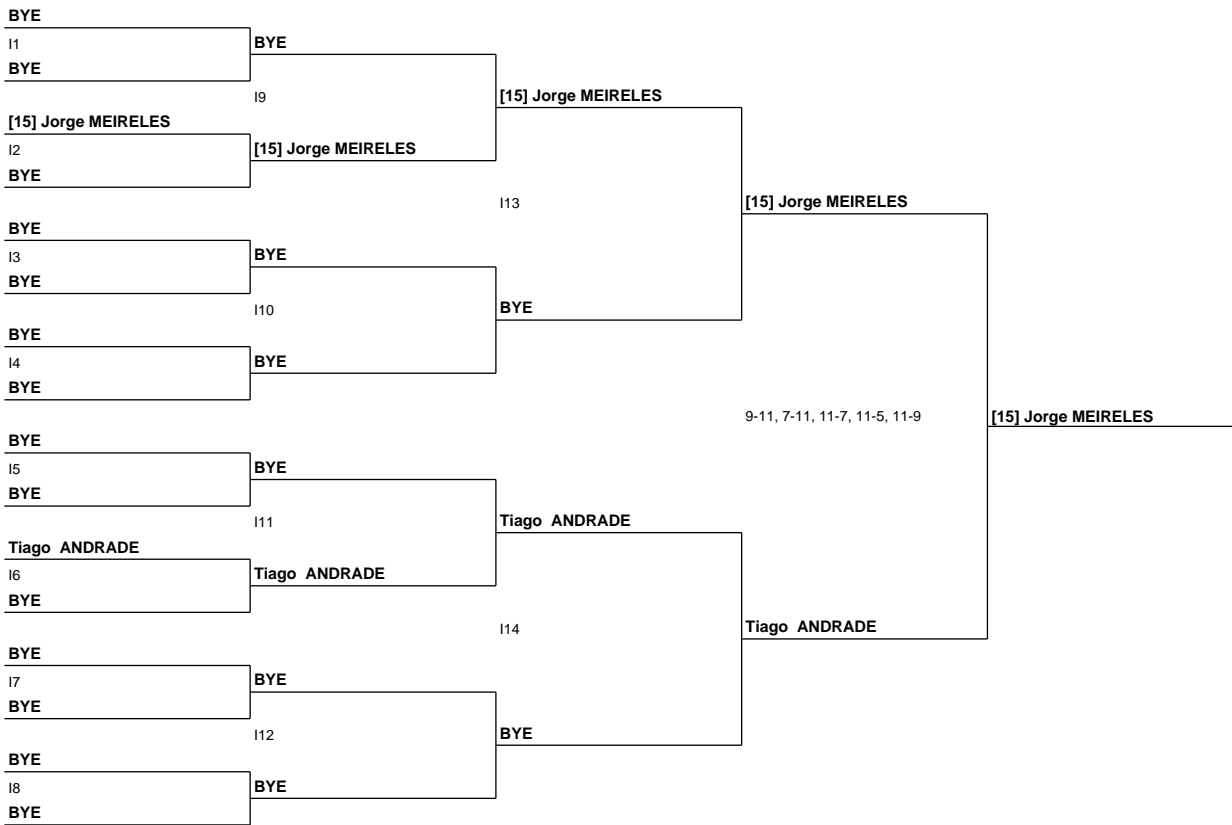 BYE
I1
BYE
BYE
I9
[15] Jorge MEIRELES
[15] Jorge MEIRELES
I2
[15] Jorge MEIRELES
BYE
I13
[15] Jorge MEIRELES
BYE
I3
BYE
BYE
I10
BYE
BYE
I4
BYE
BYE
9-11, 7-11, 11-7, 11-5, 11-9
[15] Jorge MEIRELES
BYE
I5
BYE
BYE
I11
Tiago ANDRADE
Tiago ANDRADE
I6
Tiago ANDRADE
BYE
I14
Tiago ANDRADE
BYE
I7
BYE
BYE
I12
BYE
BYE
I8
BYE
BYE